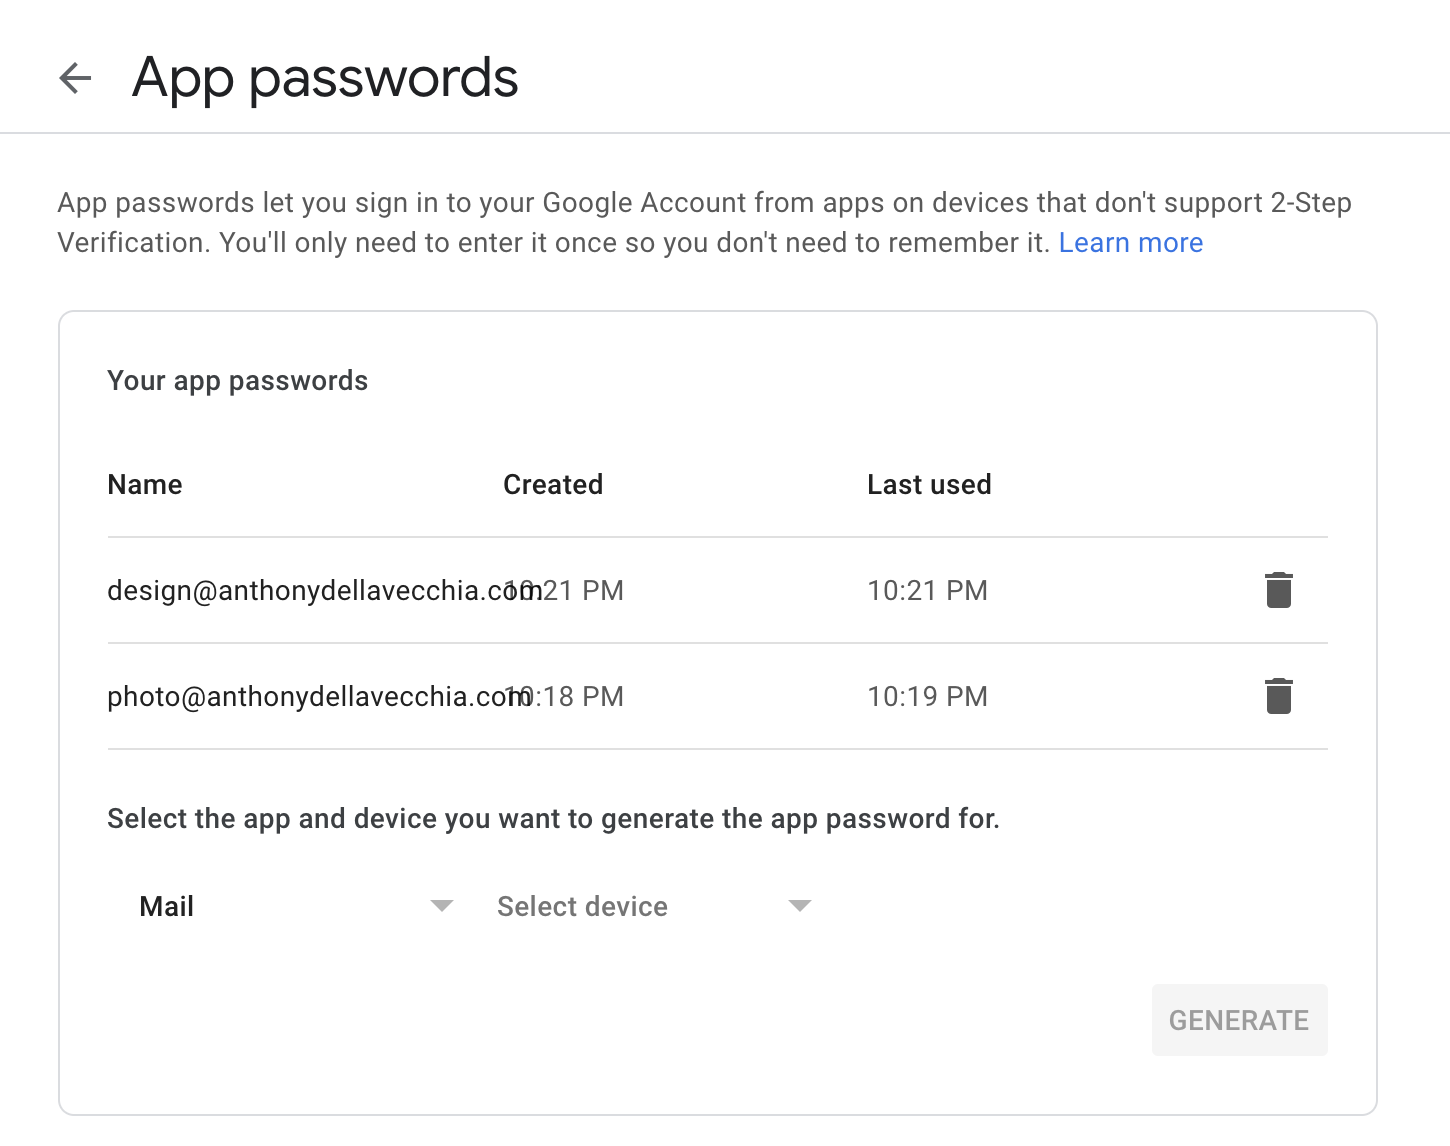 App passwords
App passwords let you sign in to your Google Account from apps on devices that don't support 2-Step
Verification. You'll only need to enter it once so you don't need to remember it. Learn more
Your app passwords
Name Created Last used
design@anthonydellavecchia.com 10:21 PM 10:21 PM
photo@anthonydellavecchia.com 10:18 PM 10:19 PM
Select the app and device you want to generate the app password for.
Mail Select device
GENERATE